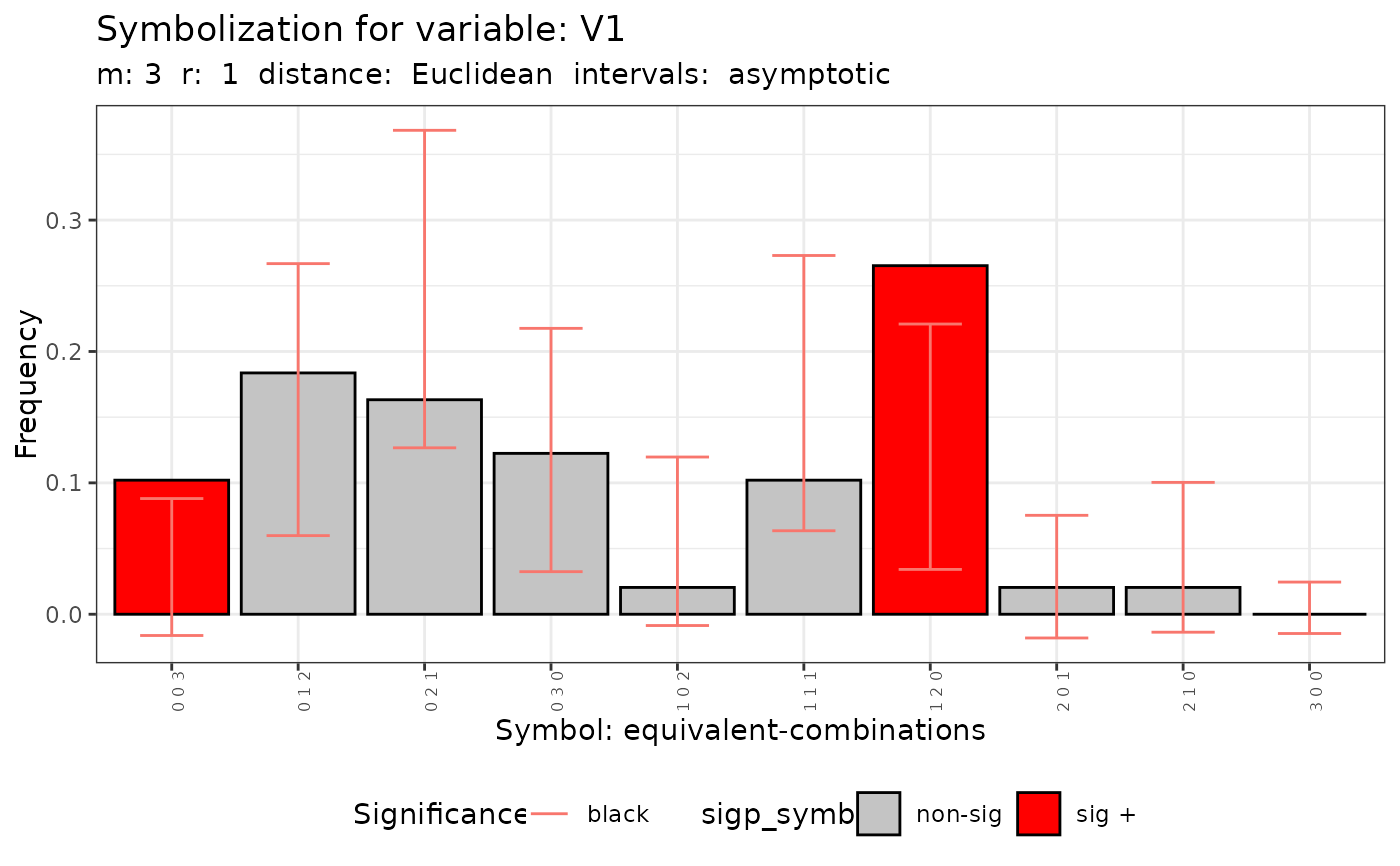 Symbolization for variable: V1
m: 3  r:  1  distance:  Euclidean  intervals:  asymptotic
Frequency
0.3
0.2
0.1
0.0
0 0 3
0 1 2
0 2 1
0 3 0
1 0 2
1 1 1
1 2 0
2 0 1
2 1 0
3 0 0
Symbol: equivalent-combinations
Significance black sigp_symb non-sig sig +